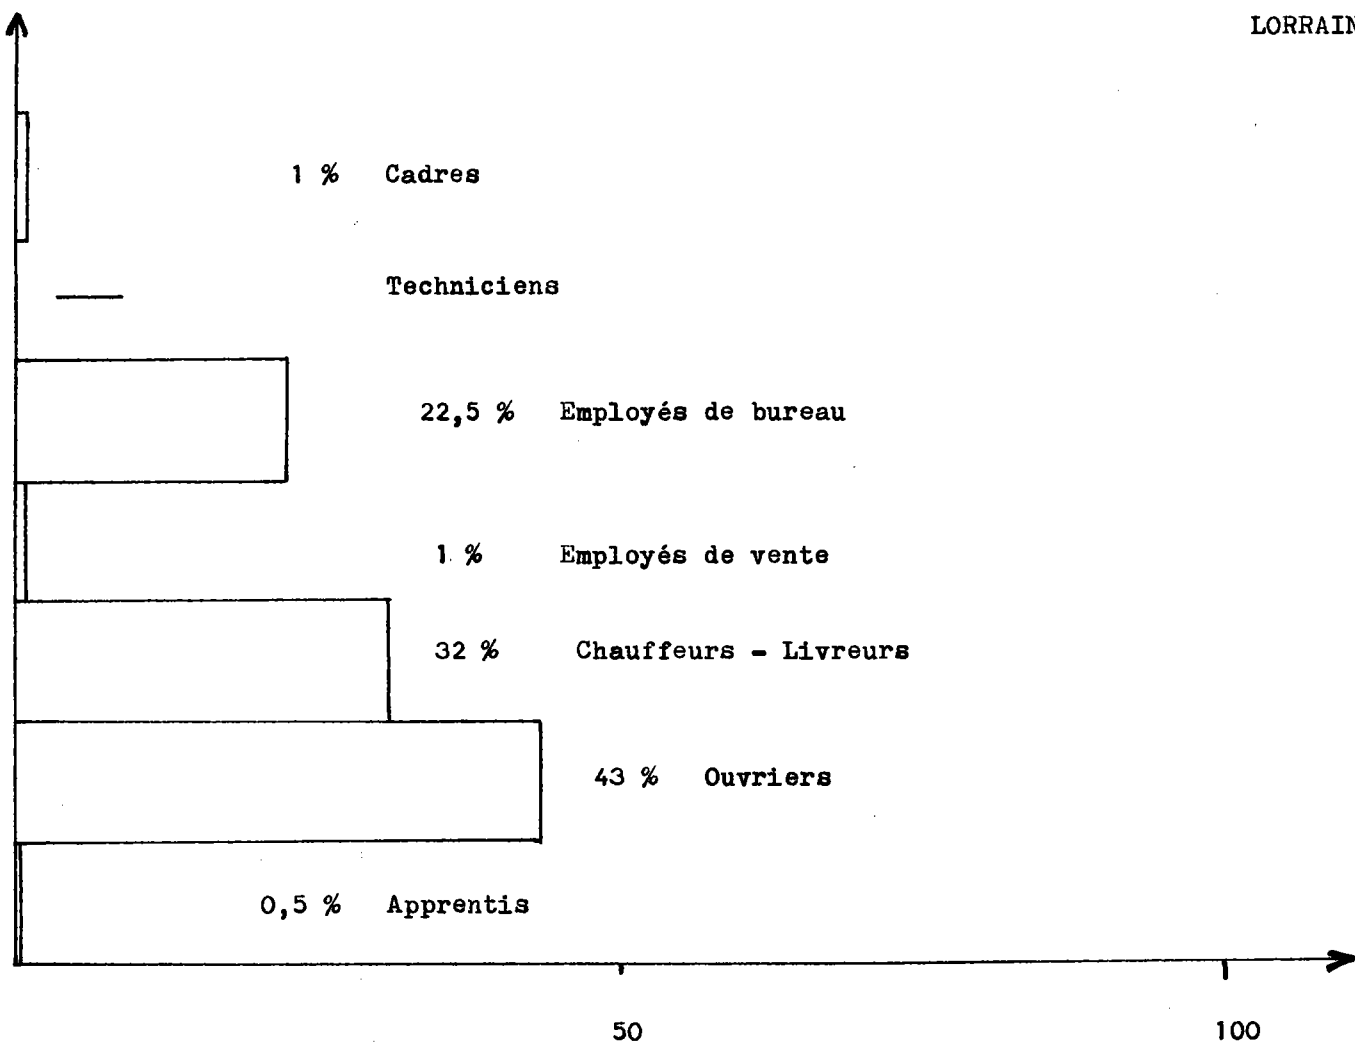 1 % Cadres
Techniciens
22,5 % Employés de bureau
1 % Employés de vente
32 % Chauffeurs - Livreurs
43 % Ouvriers
0,5 % Apprentis
50 100